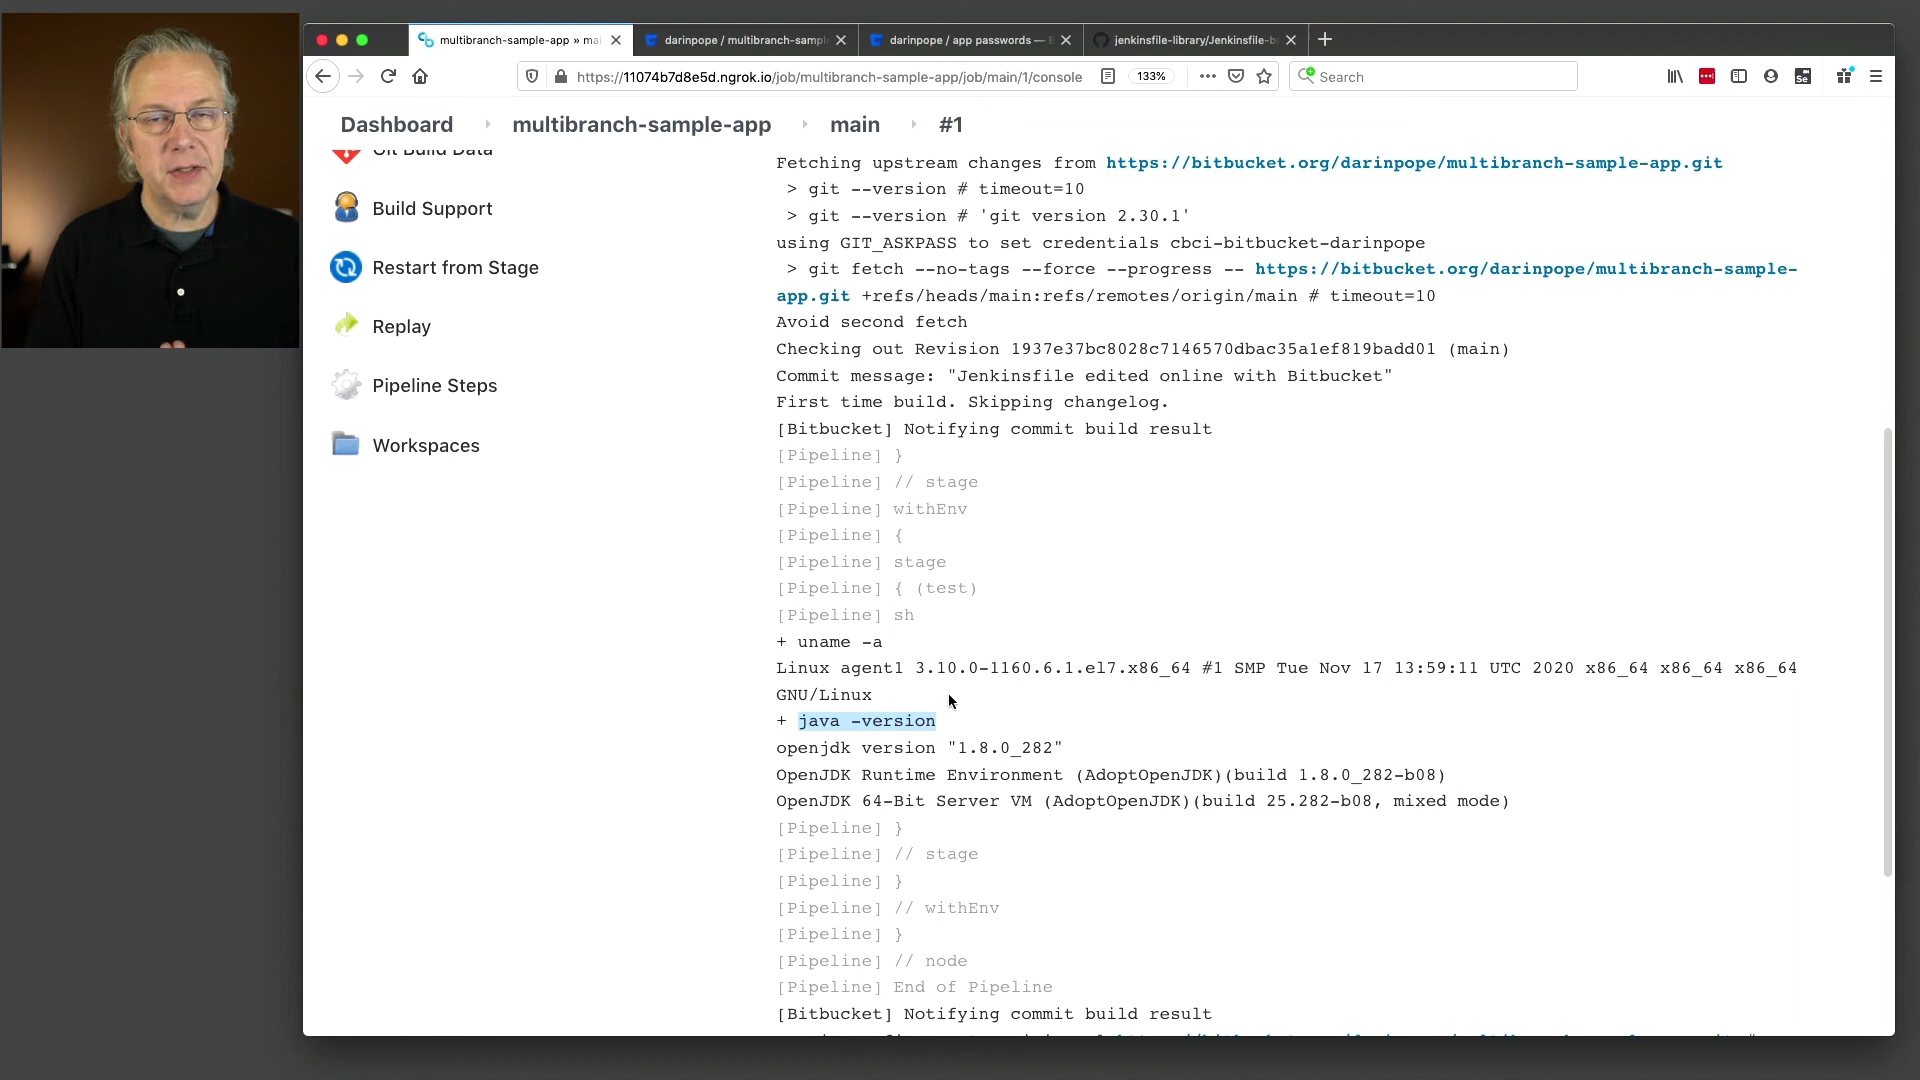 multibranch-sample-app » mai
darinpope / multibranch-sampl
darinpope / app passwords — B
jenkinsfile-library/Jenkinsfile-ba
https://11074b7d8e5d.ngrok.io/job/multibranch-sample-app/job/main/1/console
133%
Search
Dashboard
multibranch-sample-app
main
#1
Git Build Data
Build Support
Restart from Stage
Replay
Pipeline Steps
Workspaces
Fetching upstream changes from https://bitbucket.org/darinpope/multibranch-sample-app.git
> git --version # timeout=10
> git --version # 'git version 2.30.1'
using GIT_ASKPASS to set credentials cbci-bitbucket-darinpope
> git fetch --no-tags --force --progress -- https://bitbucket.org/darinpope/multibranch-sample-
app.git +refs/heads/main:refs/remotes/origin/main # timeout=10
Avoid second fetch
Checking out Revision 1937e37bc8028c7146570dbac35a1ef819badd01 (main)
Commit message: "Jenkinsfile edited online with Bitbucket"
First time build. Skipping changelog.
[Bitbucket] Notifying commit build result
[Pipeline] }
[Pipeline] // stage
[Pipeline] withEnv
[Pipeline] {
[Pipeline] stage
[Pipeline] { (test)
[Pipeline] sh
+ uname -a
Linux agent1 3.10.0-1160.6.1.el7.x86_64 #1 SMP Tue Nov 17 13:59:11 UTC 2020 x86_64 x86_64 x86_64
GNU/Linux
+ java -version
openjdk version "1.8.0_282"
OpenJDK Runtime Environment (AdoptOpenJDK)(build 1.8.0_282-b08)
OpenJDK 64-Bit Server VM (AdoptOpenJDK)(build 25.282-b08, mixed mode)
[Pipeline] }
[Pipeline] // stage
[Pipeline] }
[Pipeline] // withEnv
[Pipeline] }
[Pipeline] // node
[Pipeline] End of Pipeline
[Bitbucket] Notifying commit build result